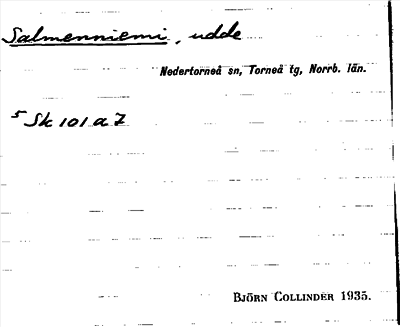 Salmenniemi, udde
Nedertorneå sn, Torneå tg, Norrb. län.
5 Sk 101 a 7
BJÖRN COLLINDER 1935.